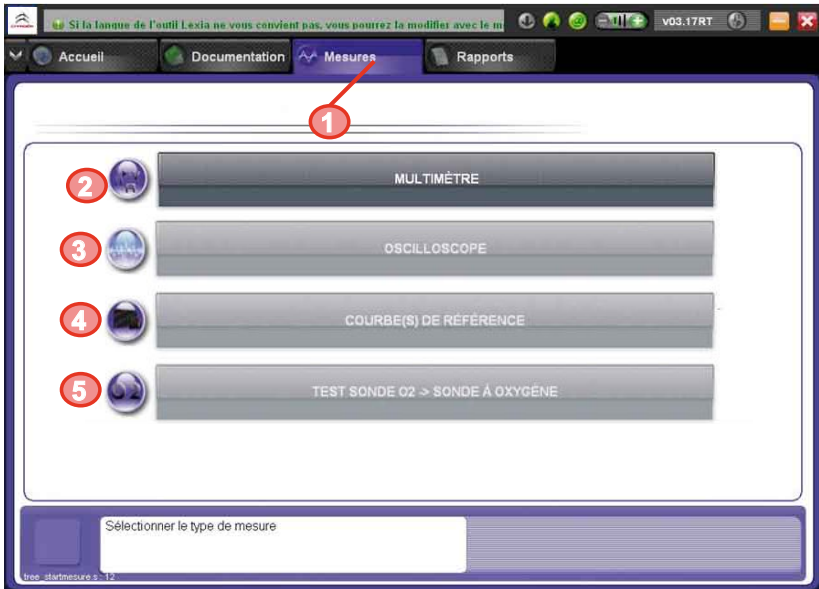 Si la langue de l'outil Lexia ne vous convient pas, vous pourrez la modifier avec le m
v03.17RT
Accueil
Documentation
Mesures
Rapports
1
2
MULTIMÈTRE
3
OSCILLOSCOPE
4
COURBE(S) DE RÉFÉRENCE
5
TEST SONDE O2 -> SONDE À OXYGÈNE
Sélectionner le type de mesure
tree_startmesure.s : 12